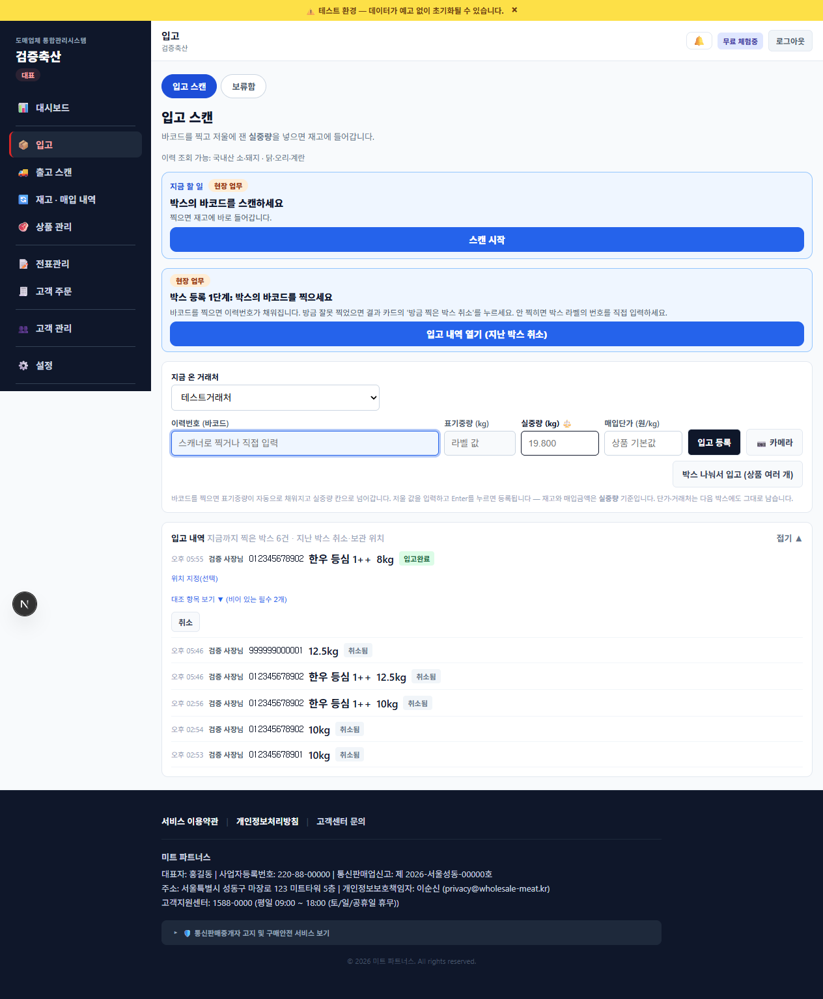 ⚠️ 테스트 환경 — 데이터가 예고 없이 초기화될 수 있습니다. ×
도매업체 통합관리시스템
검증축산
대표
대시보드
입고
출고 스캔
재고 · 매입 내역
상품 관리
전표관리
고객 주문
고객 관리
설정
입고
검증축산
무료 체험중
로그아웃
입고 스캔
보류함
입고 스캔
바코드를 찍고 저울에 잰 실중량을 넣으면 재고에 들어갑니다.
이력 조회 가능: 국내산 소·돼지 · 닭·오리·계란
지금 할 일 현장 업무
박스의 바코드를 스캔하세요
찍으면 재고에 바로 들어갑니다.
스캔 시작
현장 업무
박스 등록 1단계: 박스의 바코드를 찍으세요
바코드를 찍으면 이력번호가 채워집니다. 방금 잘못 찍었으면 결과 카드의 '방금 찍은 박스 취소'를 누르세요. 안 찍히면 박스 라벨의 번호를 직접 입력하세요.
입고 내역 열기 (지난 박스 취소)
지금 온 거래처
테스트거래처
이력번호 (바코드) 표기중량 (kg) 실중량 (kg) 매입단가 (원/kg)
스캐너로 찍거나 직접 입력 라벨 값 19.800 상품 기본값 입고 등록 카메라
박스 나눠서 입고 (상품 여러 개)
바코드를 찍으면 표기중량이 자동으로 채워지고 실중량 칸으로 넘어갑니다. 저울 값을 입력하고 Enter를 누르면 등록됩니다 — 재고와 매입금액은 실중량 기준입니다. 단가·거래처는 다음 박스에도 그대로 남습니다.
입고 내역 지금까지 찍은 박스 6건 · 지난 박스 취소·보관 위치 접기 ▲
오후 05:55 검증 사장님 012345678902 한우 등심 1++ 8kg 입고완료
위치 지정(선택)
대조 항목 보기 ▼ (비어 있는 필수 2개)
취소
오후 05:46 검증 사장님 999999000001 12.5kg 취소됨
오후 05:46 검증 사장님 012345678902 한우 등심 1++ 12.5kg 취소됨
오후 02:56 검증 사장님 012345678902 한우 등심 1++ 10kg 취소됨
오후 02:54 검증 사장님 012345678902 10kg 취소됨
오후 02:53 검증 사장님 012345678901 10kg 취소됨
N
서비스 이용약관 | 개인정보처리방침 | 고객센터 문의
미트 파트너스
대표자: 홍길동 | 사업자등록번호: 220-88-00000 | 통신판매업신고: 제 2026-서울성동-00000호
주소: 서울특별시 성동구 마장로 123 미트타워 5층 | 개인정보보호책임자: 이순신 (privacy@wholesale-meat.kr)
고객지원센터: 1588-0000 (평일 09:00 ~ 18:00 (토/일/공휴일 휴무))
▸ 통신판매중개자 고지 및 구매안전 서비스 보기
© 2026 미트 파트너스. All rights reserved.